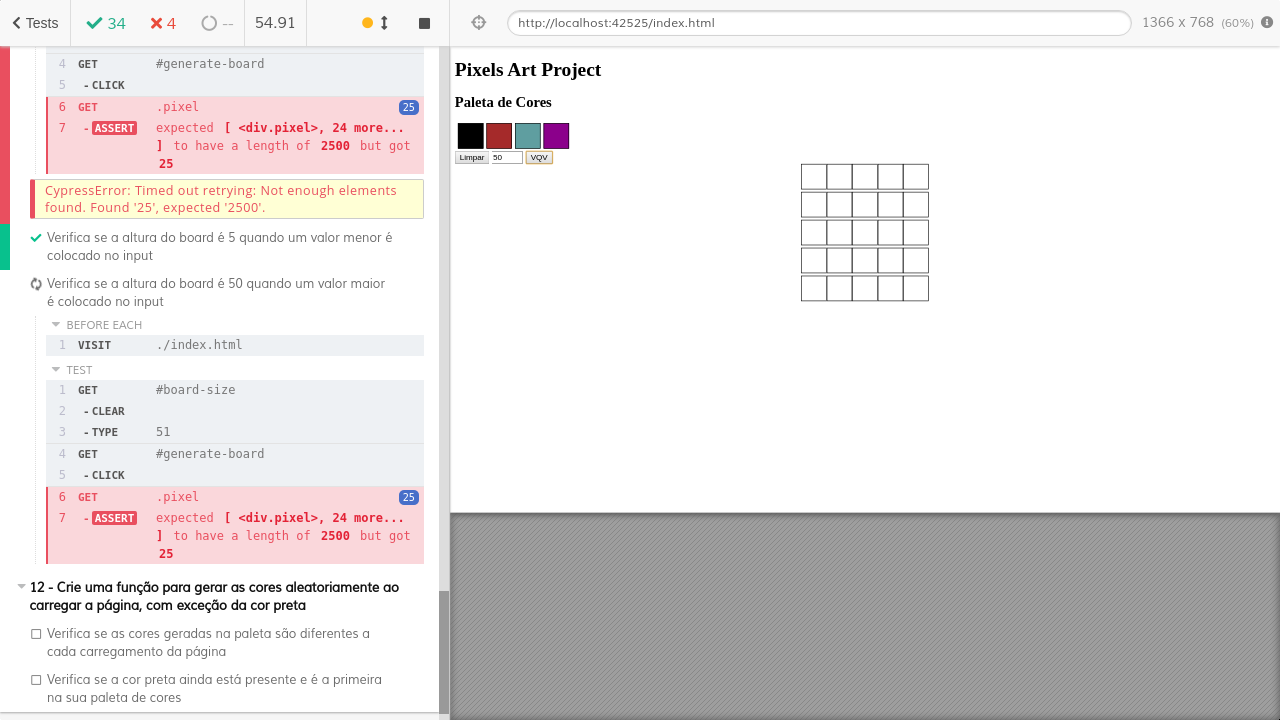 Tests
34
4
--
54.91
http://localhost:42525/index.html
1366 x 768 (60%)
4 GET #generate-board
5 - CLICK
6 GET .pixel 25
7 - ASSERT expected [ <div.pixel>, 24 more...
] to have a length of 2500 but got
25
CypressError: Timed out retrying: Not enough elements
found. Found '25', expected '2500'.
Verifica se a altura do board é 5 quando um valor menor é
colocado no input
Verifica se a altura do board é 50 quando um valor maior
é colocado no input
BEFORE EACH
1 VISIT ./index.html
TEST
1 GET #board-size
2 - CLEAR
3 - TYPE 51
4 GET #generate-board
5 - CLICK
6 GET .pixel 25
7 - ASSERT expected [ <div.pixel>, 24 more...
] to have a length of 2500 but got
25
12 - Crie uma função para gerar as cores aleatoriamente ao
carregar a página, com exceção da cor preta
Verifica se as cores geradas na paleta são diferentes a
cada carregamento da página
Verifica se a cor preta ainda está presente e é a primeira
na sua paleta de cores
Pixels Art Project
Paleta de Cores
Limpar 50 VQV